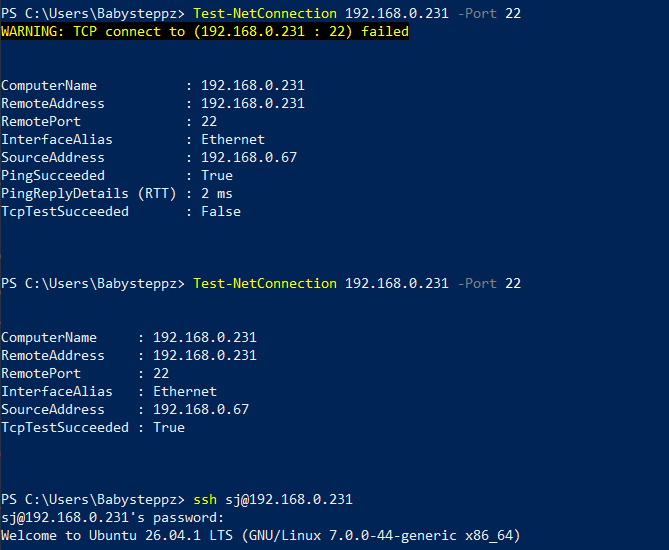 PS C:\Users\Babysteppz> Test-NetConnection 192.168.0.231 -Port 22
WARNING: TCP connect to (192.168.0.231 : 22) failed
ComputerName           : 192.168.0.231
RemoteAddress          : 192.168.0.231
RemotePort             : 22
InterfaceAlias         : Ethernet
SourceAddress          : 192.168.0.67
PingSucceeded          : True
PingReplyDetails (RTT) : 2 ms
TcpTestSucceeded       : False
PS C:\Users\Babysteppz> Test-NetConnection 192.168.0.231 -Port 22
ComputerName     : 192.168.0.231
RemoteAddress    : 192.168.0.231
RemotePort       : 22
InterfaceAlias   : Ethernet
SourceAddress    : 192.168.0.67
TcpTestSucceeded : True
PS C:\Users\Babysteppz> ssh sj@192.168.0.231
sj@192.168.0.231's password:
Welcome to Ubuntu 26.04.1 LTS (GNU/Linux 7.0.0-44-generic x86_64)